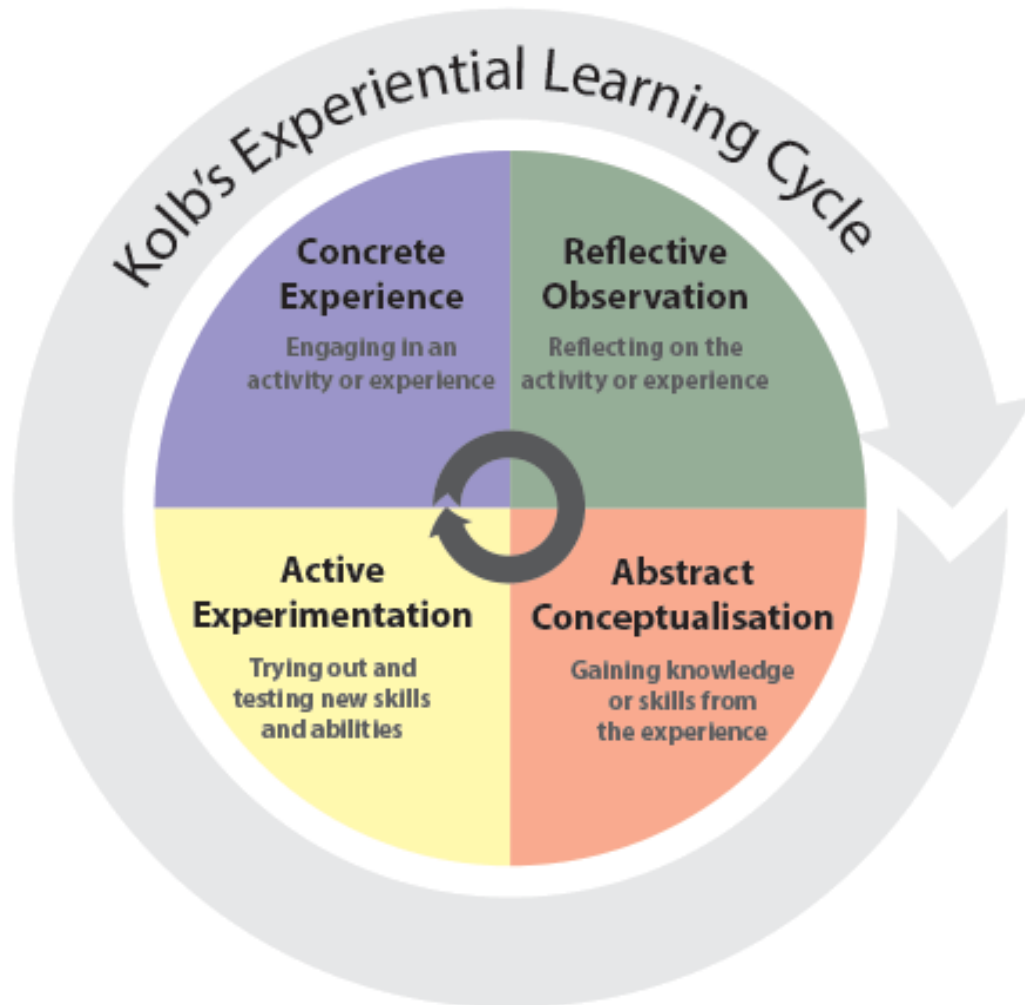 Kolb's Experiential Learning Cycle
Concrete
Experience
Engaging in an
activity or experience
Reflective
Observation
Reflecting on the
activity or experience
Active
Experimentation
Trying out and
testing new skills
and abilities
Abstract
Conceptualisation
Gaining knowledge
or skills from
the experience